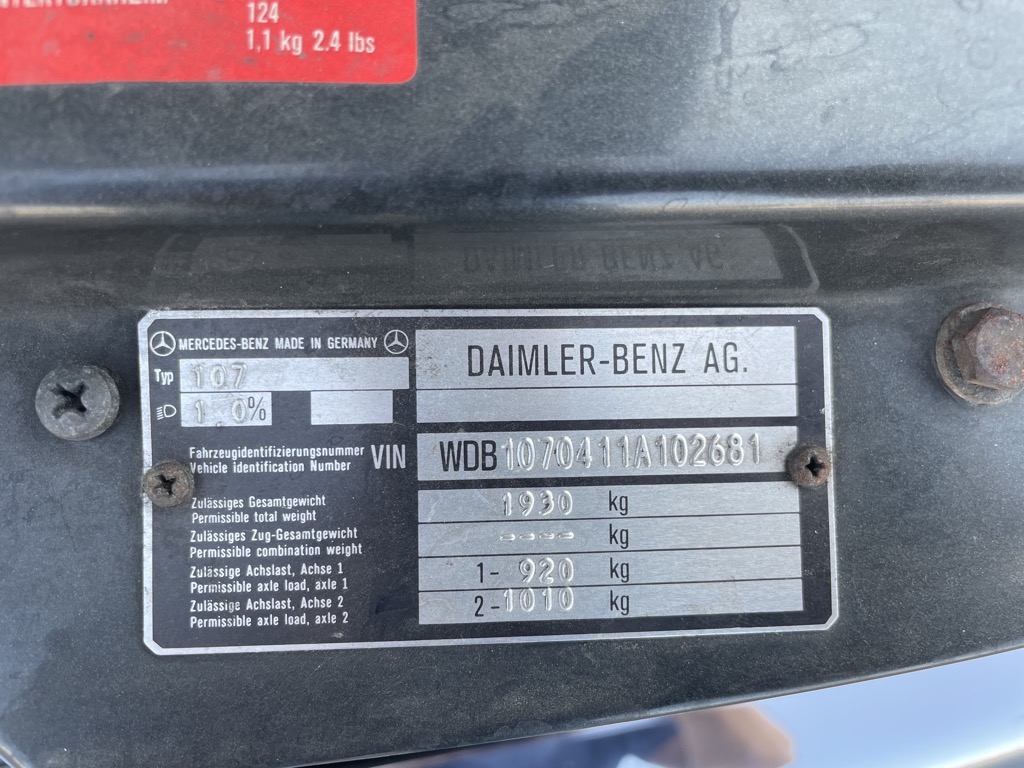 124
1,1 kg 2.4 lbs
MERCEDES-BENZ MADE IN GERMANY
DAIMLER-BENZ AG.
Typ 107
1.0%
Fahrzeugidentifizierungsnummer
Vehicle identification Number
VIN
WDB1070411A102681
Zulässiges Gesamtgewicht
Permissible total weight
1930 kg
Zulässiges Zug-Gesamtgewicht
Permissible combination weight
---- kg
Zulässige Achslast, Achse 1
Permissible axle load, axle 1
1- 920 kg
Zulässige Achslast, Achse 2
Permissible axle load, axle 2
2- 1010 kg